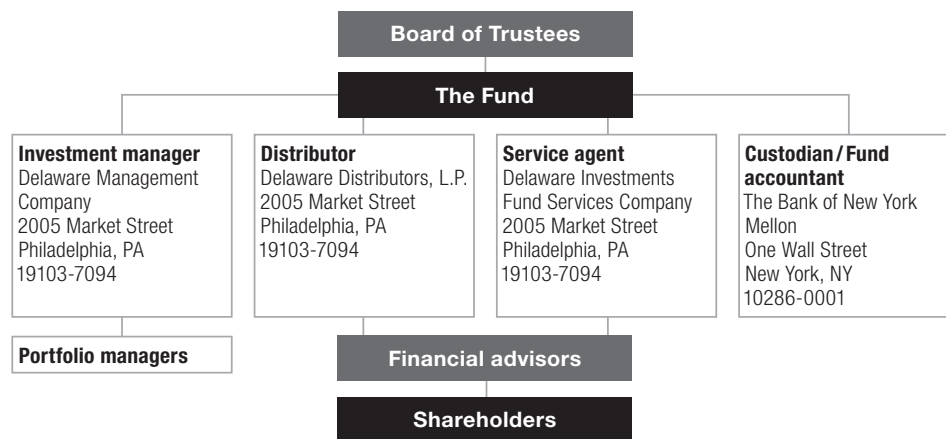 Board of Trustees
The Fund
Investment manager
Delaware Management
Company
2005 Market Street
Philadelphia, PA
19103-7094
Distributor
Delaware Distributors, L.P.
2005 Market Street
Philadelphia, PA
19103-7094
Service agent
Delaware Investments
Fund Services Company
2005 Market Street
Philadelphia, PA
19103-7094
Custodian/Fund
accountant
The Bank of New York
Mellon
One Wall Street
New York, NY
10286-0001
Portfolio managers
Financial advisors
Shareholders